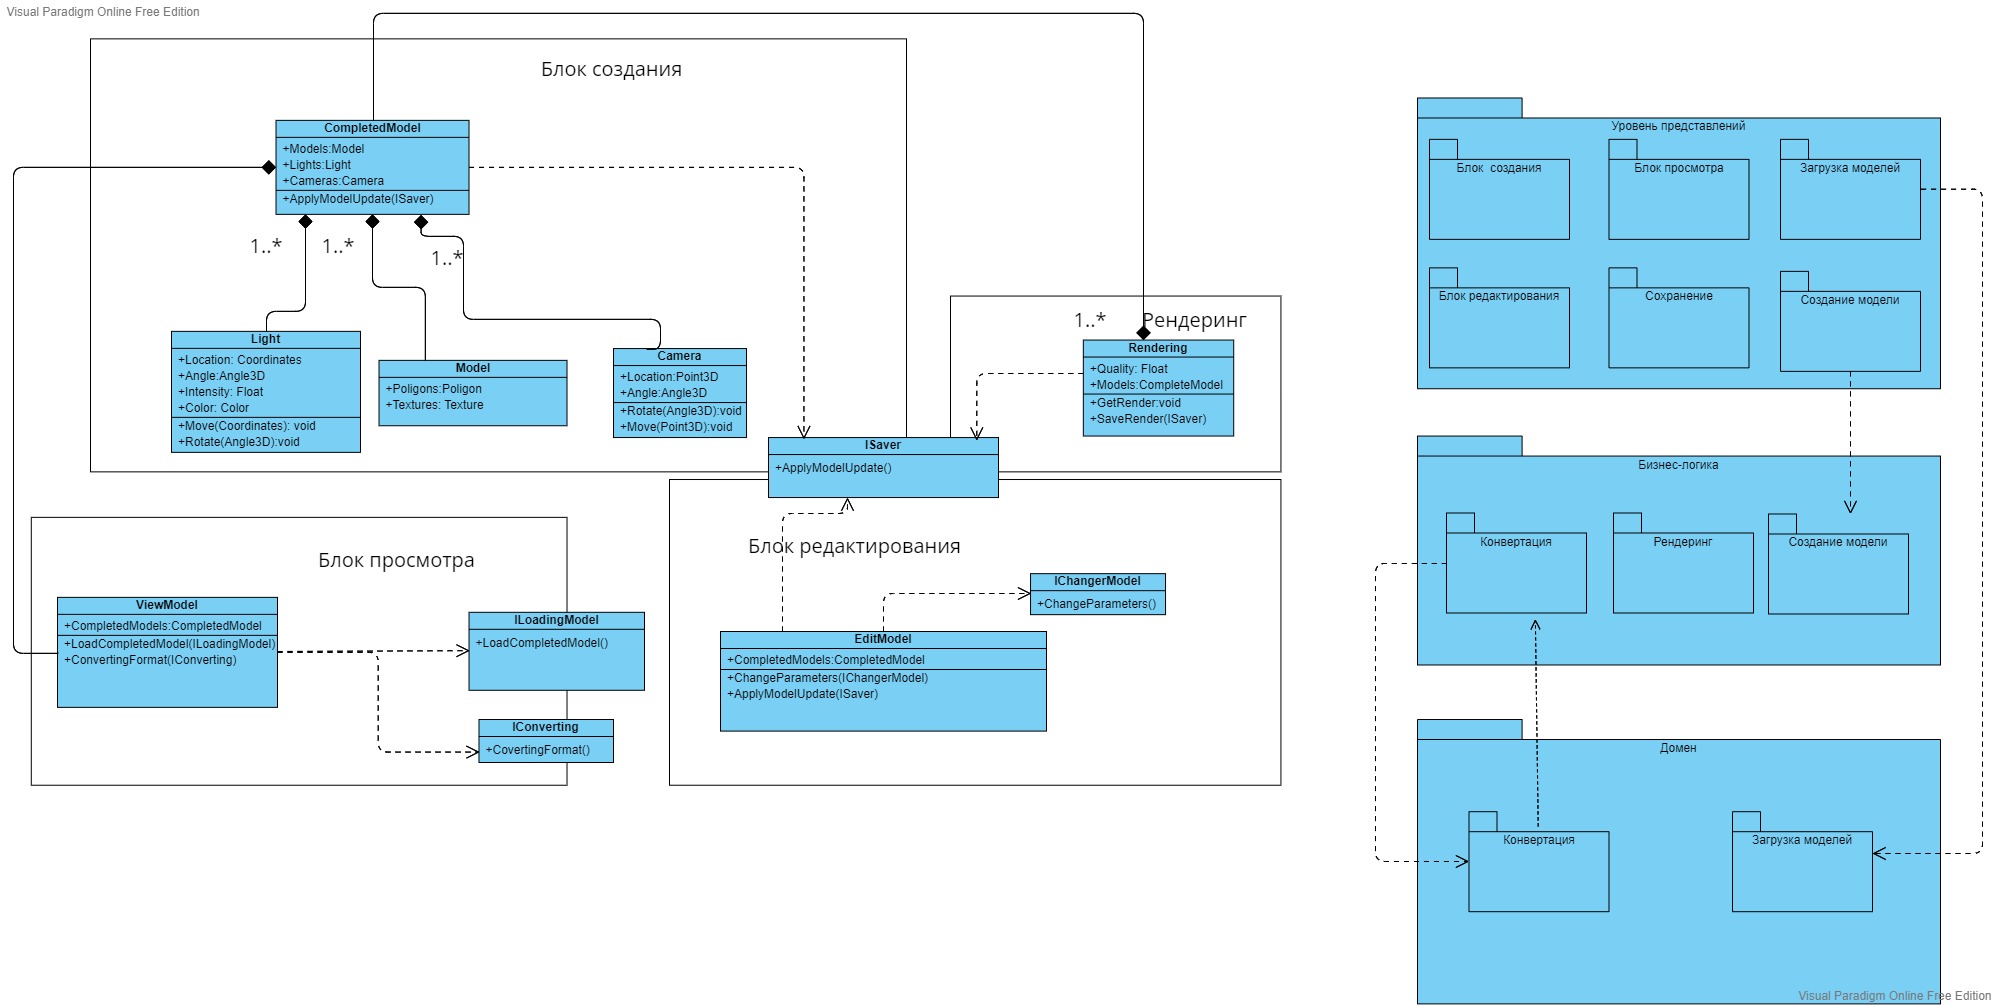 Visual Paradigm Online Free Edition
Блок создания
CompletedModel
+Models:Model
+Lights:Light
+Cameras:Camera
+ApplyModelUpdate(ISaver)
1..*
1..*
1..*
Light
+Location: Coordinates
+Angle:Angle3D
+Intensity: Float
+Color: Color
+Move(Coordinates): void
+Rotate(Angle3D):void
Model
+Poligons:Poligon
+Textures: Texture
Camera
+Location:Point3D
+Angle:Angle3D
+Rotate(Angle3D):void
+Move(Point3D):void
1..*
Рендеринг
Rendering
+Quality: Float
+Models:CompleteModel
+GetRender:void
+SaveRender(ISaver)
ISaver
+ApplyModelUpdate()
Блок просмотра
ViewModel
+CompletedModels:CompletedModel
+LoadCompletedModel(ILoadingModel)
+ConvertingFormat(IConverting)
ILoadingModel
+LoadCompletedModel()
IConverting
+CovertingFormat()
Блок редактирования
IChangerModel
+ChangeParameters()
EditModel
+CompletedModels:CompletedModel
+ChangeParameters(IChangerModel)
+ApplyModelUpdate(ISaver)
Уровень представлений
Блок создания
Блок просмотра
Загрузка моделей
Блок редактирования
Сохранение
Создание модели
Бизнес-логика
Конвертация
Рендеринг
Создание модели
Домен
Конвертация
Загрузка моделей
Visual Paradigm Online Free Edition